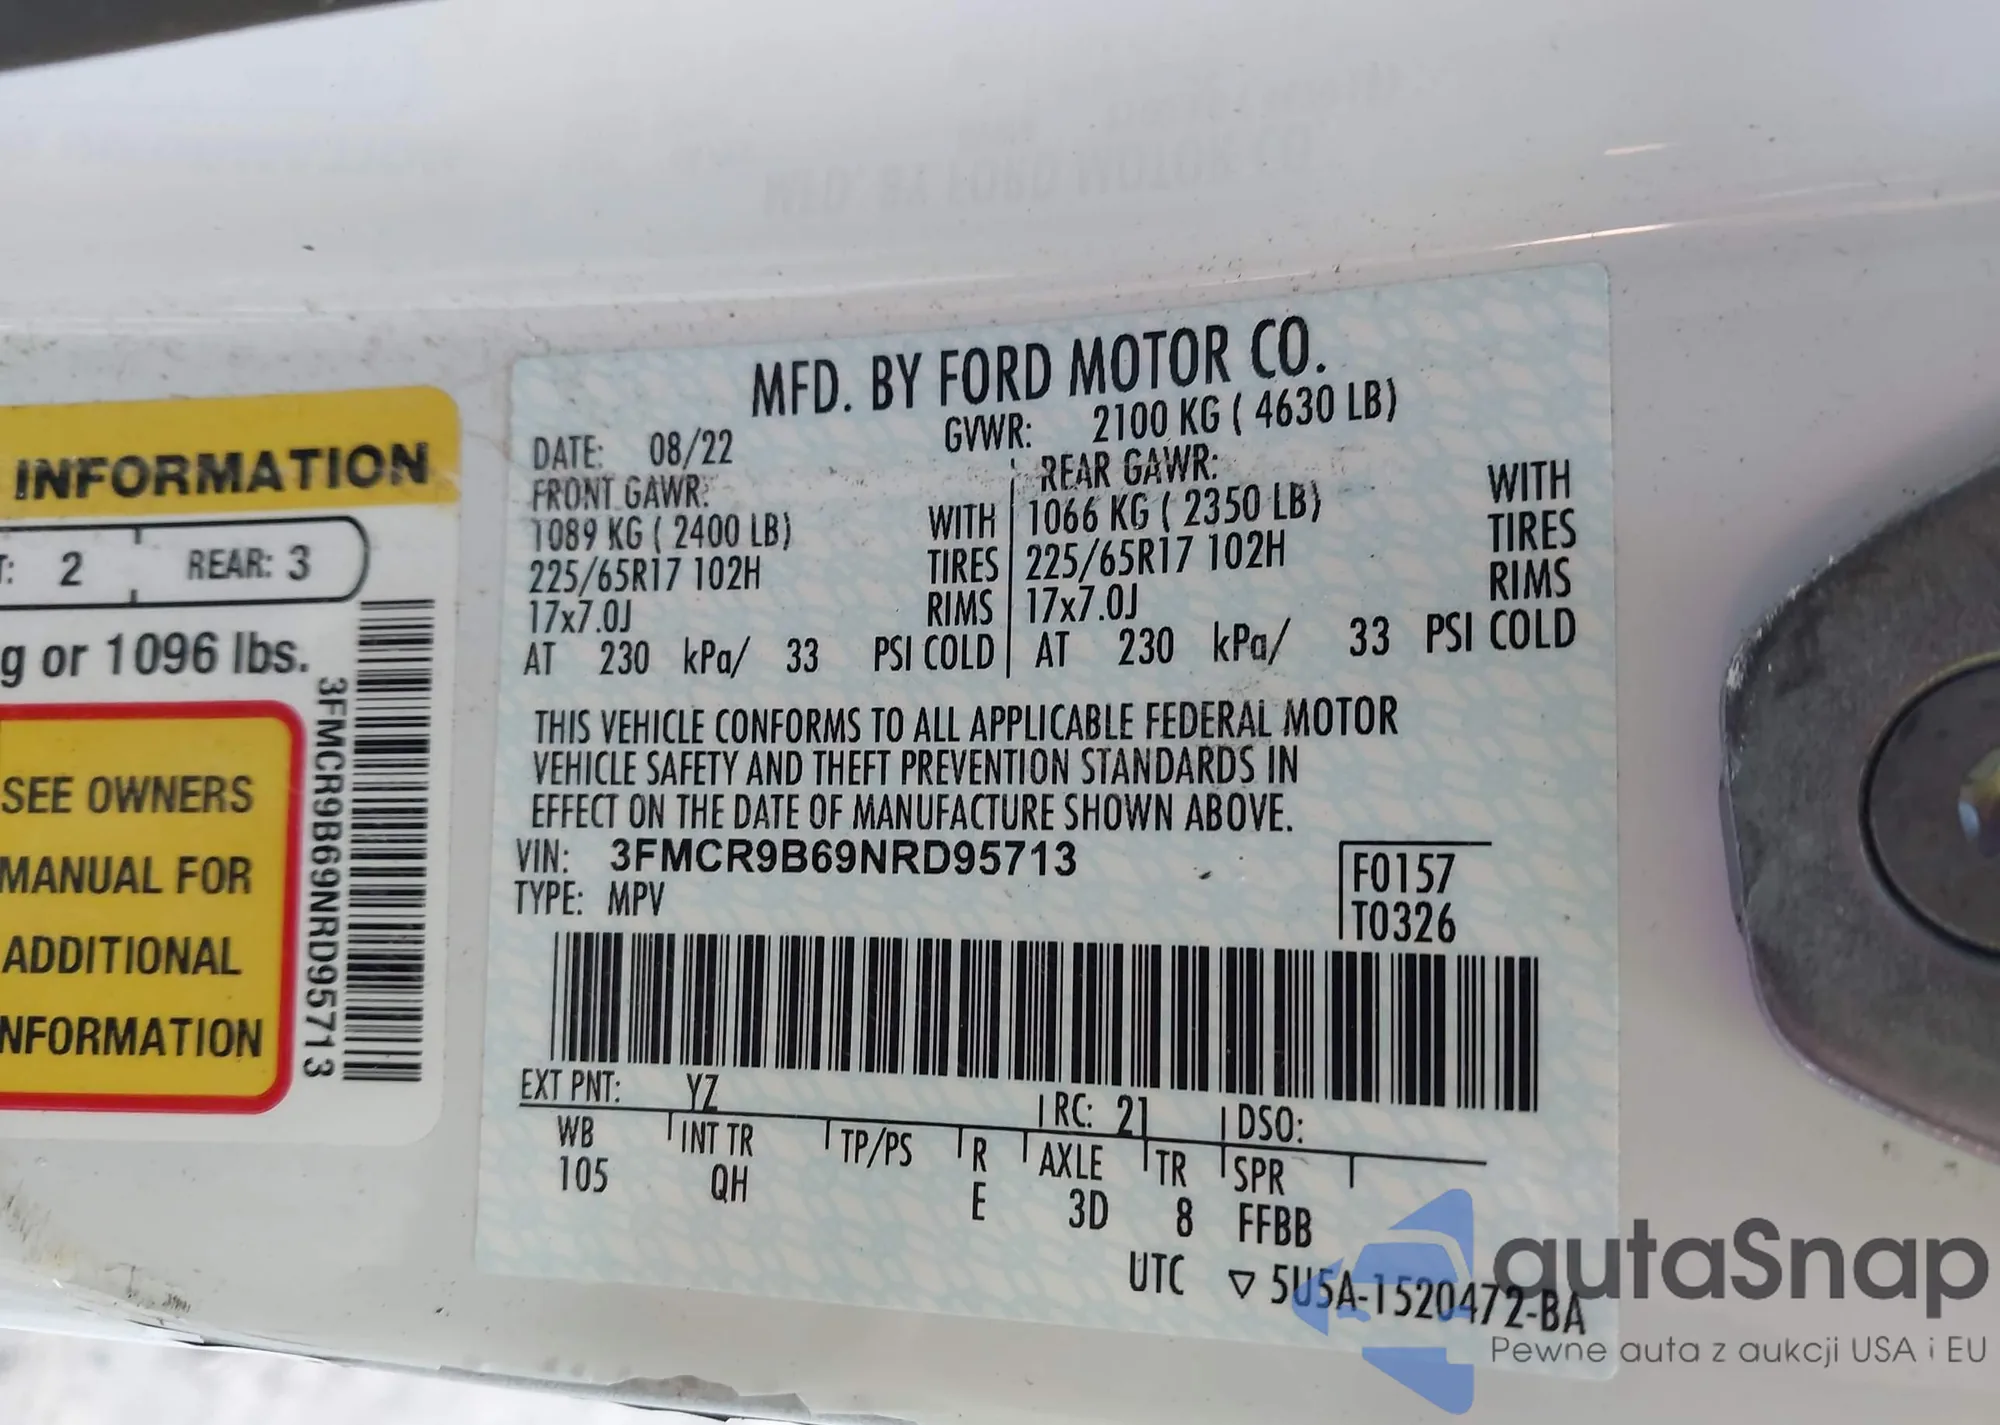 INFORMATION
T: 2 REAR: 3
g or 1096 lbs.
SEE OWNERS
MANUAL FOR
ADDITIONAL
INFORMATION
3FMCR9B69NRD95713
MFD. BY FORD MOTOR CO.
DATE: 08/22 GVWR: 2100 KG ( 4630 LB)
FRONT GAWR: REAR GAWR:
1089 KG ( 2400 LB) WITH 1066 KG ( 2350 LB) WITH
225/65R17 102H TIRES 225/65R17 102H TIRES
17x7.0J RIMS 17x7.0J RIMS
AT 230 kPa/ 33 PSI COLD AT 230 kPa/ 33 PSI COLD
THIS VEHICLE CONFORMS TO ALL APPLICABLE FEDERAL MOTOR
VEHICLE SAFETY AND THEFT PREVENTION STANDARDS IN
EFFECT ON THE DATE OF MANUFACTURE SHOWN ABOVE.
VIN: 3FMCR9B69NRD95713
TYPE: MPV
F0157
T0326
EXT PNT: YZ RC: 21 DSO:
WB INT TR TP/PS R AXLE TR SPR
105 QH E 3D 8 FFBB
UTC ▽ 5U5A-1520472-BA
autaSnap
Pewne auta z aukcji USA i EU